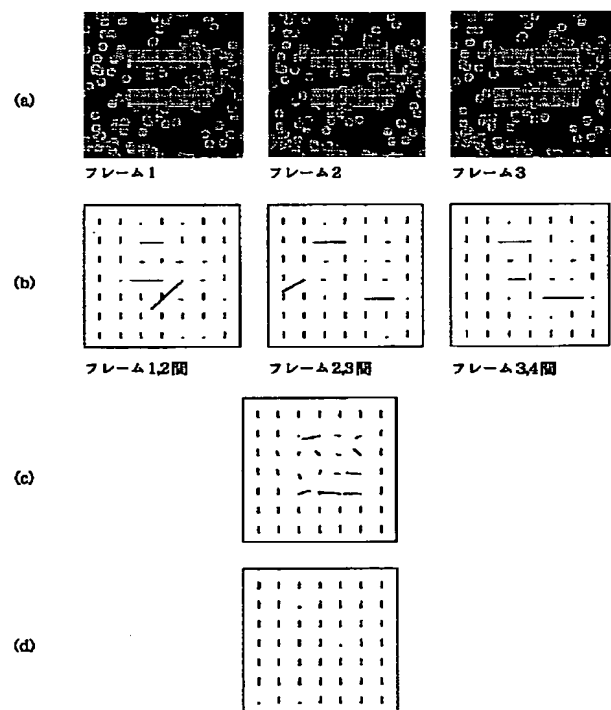 (a)
フレーム1
フレーム2
フレーム3
(b)
フレーム1,2間
フレーム2,3間
フレーム3,4間
(c)
(d)